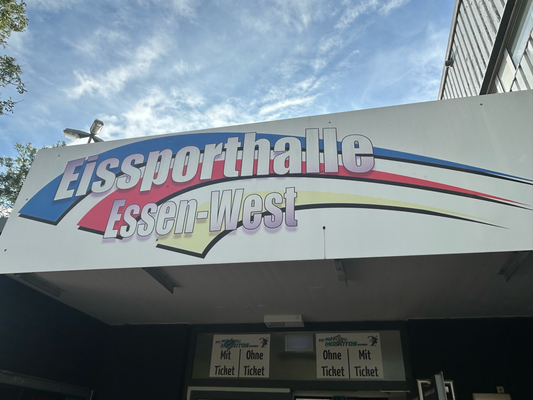 Eissporthalle
Essen-West
Mit Ticket
Ohne Ticket
Ohne Ticket
Mit Ticket